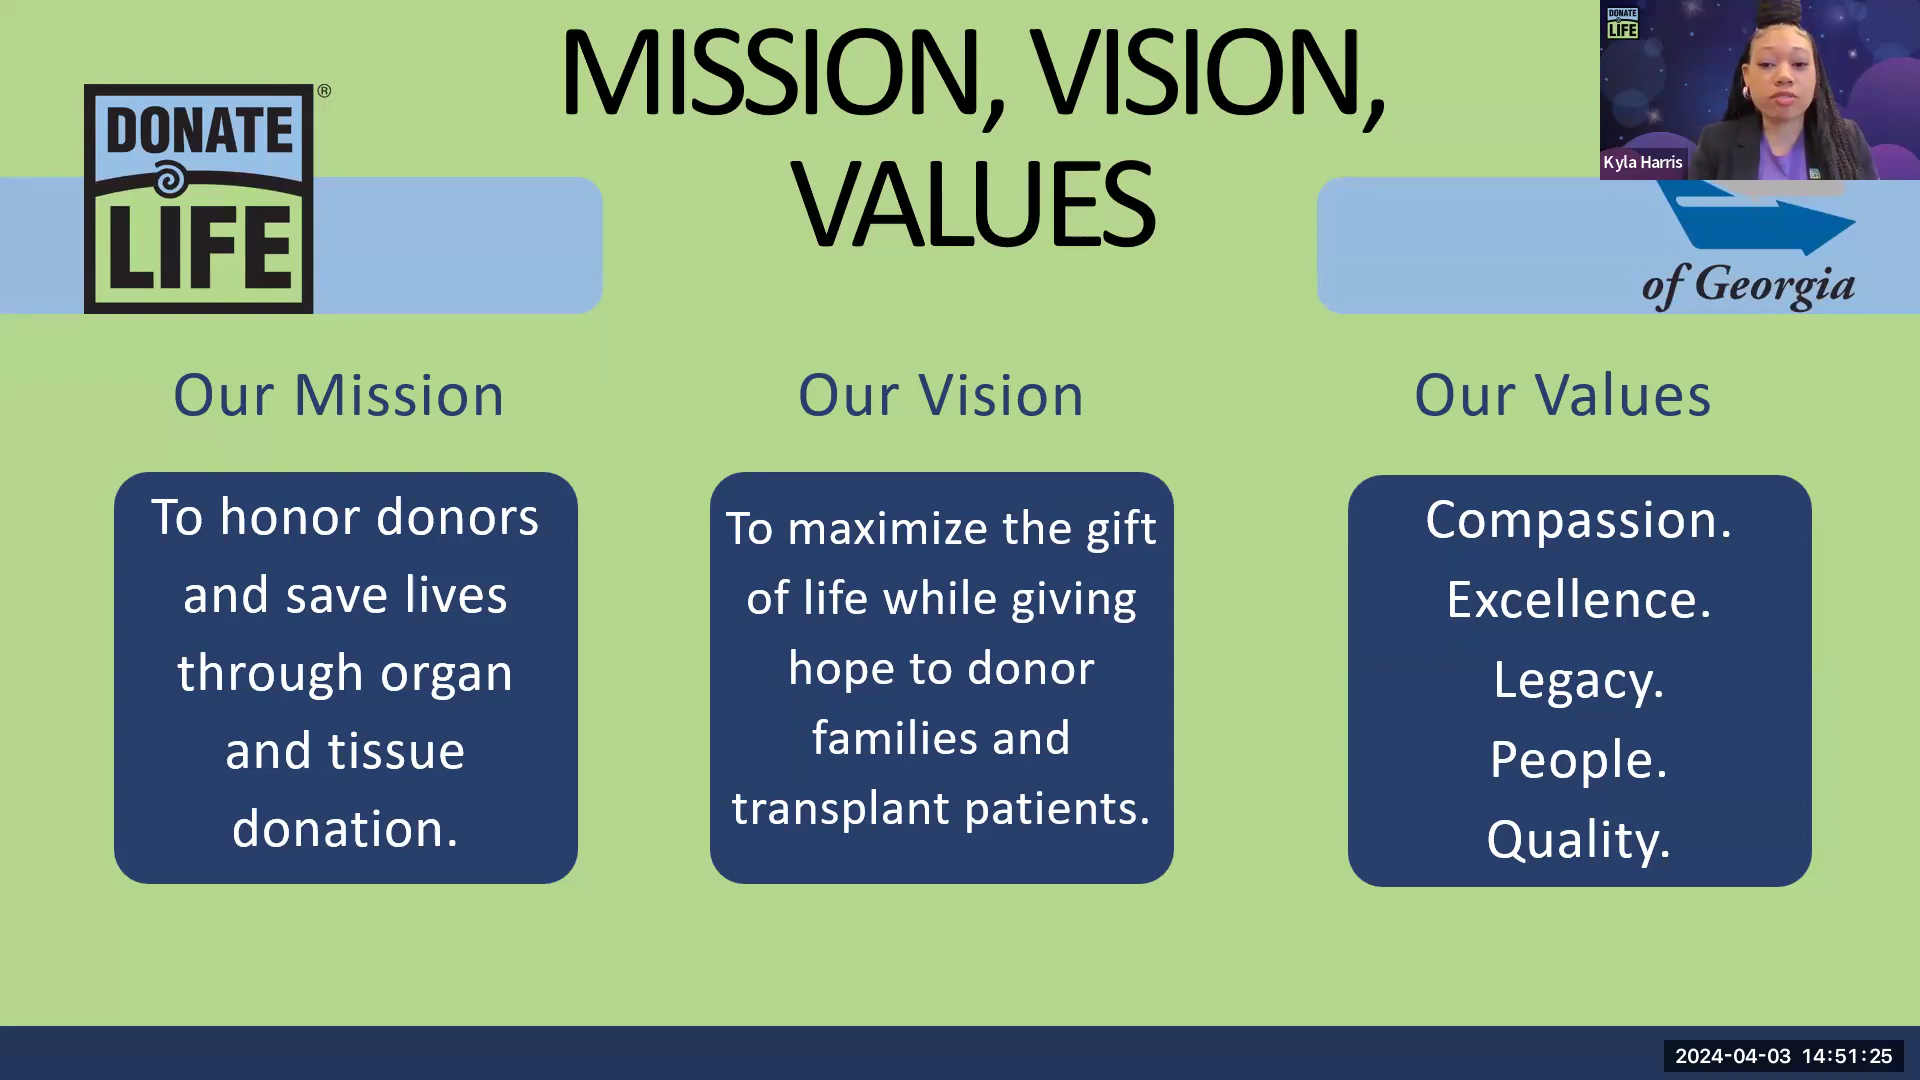 MISSION, VISION,
VALUES
DONATE
LIFE
®
DONATE
LIFE
Kyla Harris
of Georgia
Our Mission
To honor donors
and save lives
through organ
and tissue
donation.
Our Vision
To maximize the gift
of life while giving
hope to donor
families and
transplant patients.
Our Values
Compassion.
Excellence.
Legacy.
People.
Quality.
2024-04-03 14:51:25